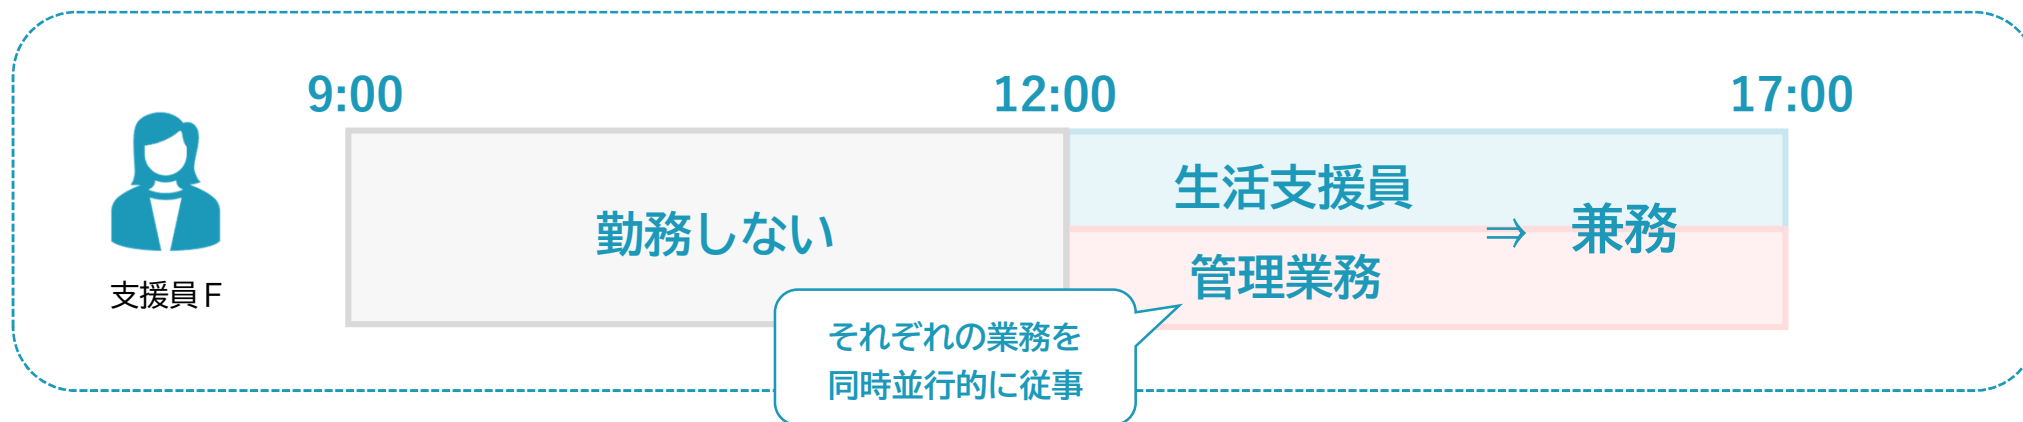 9:00
12:00
17:00
生活支援員
勤務しない
⇒ 兼務
管理業務
支援員F
それぞれの業務を
同時並行的に従事